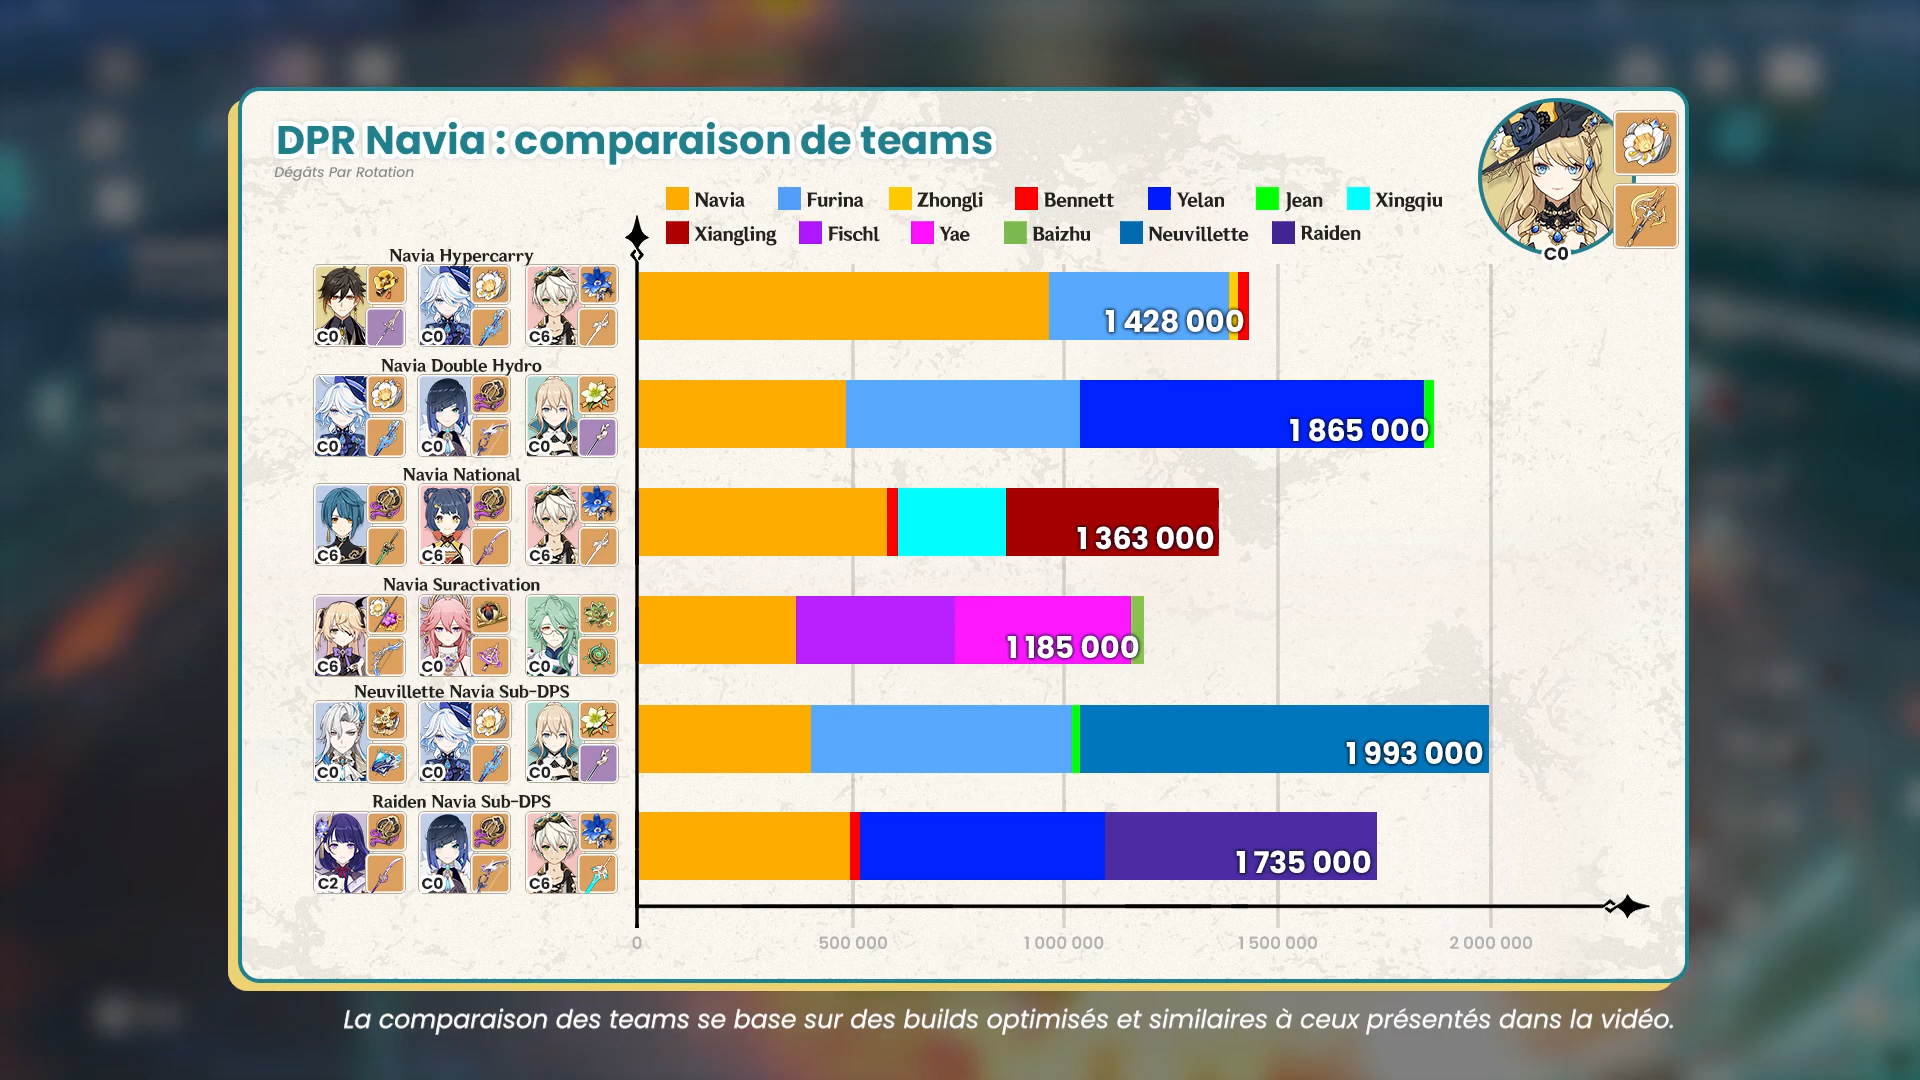 DPR Navia : comparaison de teams
Dégâts Par Rotation
Navia Furina Zhongli Bennett Yelan Jean Xingqiu
Xiangling Fischl Yae Baizhu Neuvillette Raiden
C0
Navia Hypercarry
C0 C0 C6
1 428 000
Navia Double Hydro
C0 C0 C0
1 865 000
Navia National
C6 C6 C6
1 363 000
Navia Suractivation
C6 C0 C0
1 185 000
Neuvillette Navia Sub-DPS
C0 C0 C0
1 993 000
Raiden Navia Sub-DPS
C2 C0 C6
1 735 000
0 500 000 1 000 000 1 500 000 2 000 000
La comparaison des teams se base sur des builds optimisés et similaires à ceux présentés dans la vidéo.